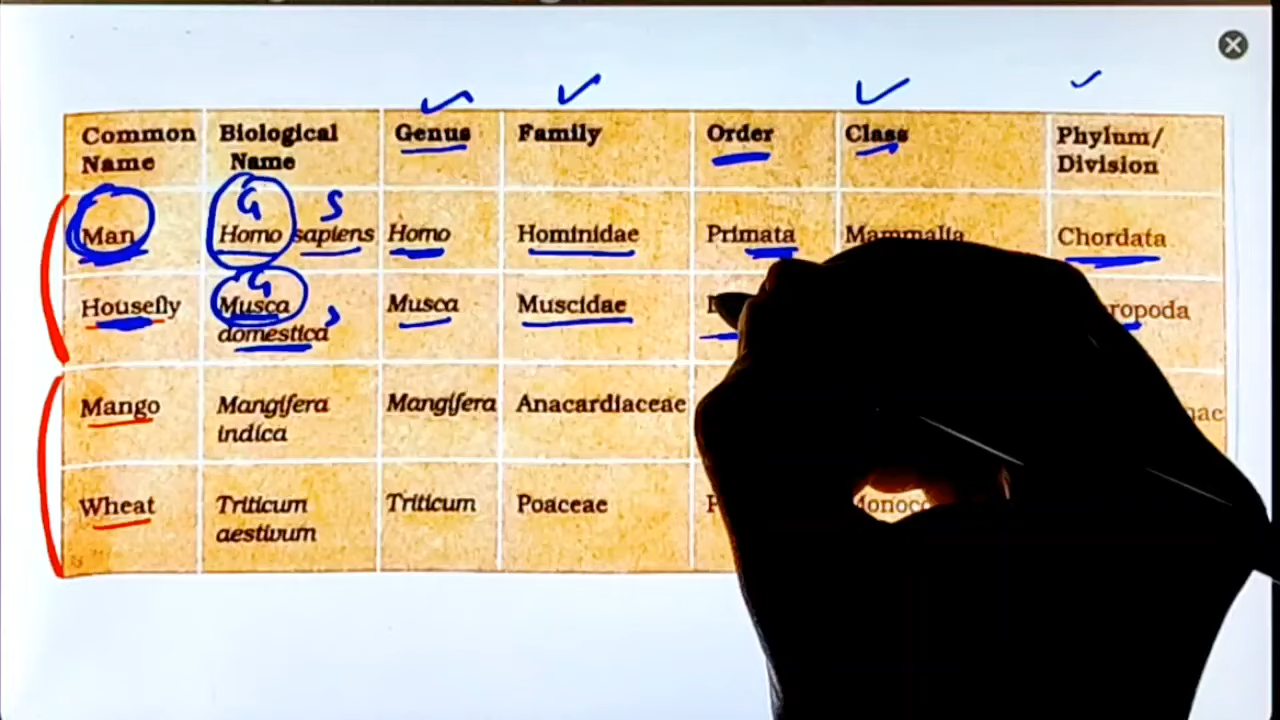 Common Name
Biological Name
Genus
Family
Order
Class
Phylum/ Division
G
S
Man
Homo sapiens
Homo
Hominidae
Primata
Mammalia
Chordata
G
S
Housefly
Musca domestica
Musca
Muscidae
Mango
Mangifera indica
Mangifera
Anacardiaceae
Wheat
Triticum aestivum
Triticum
Poaceae